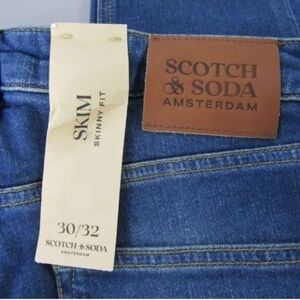 SKIM
SKINNY FIT
30/32
SCOTCH & SODA
AMSTERDAM
SCOTCH
& SODA
AMSTERDAM